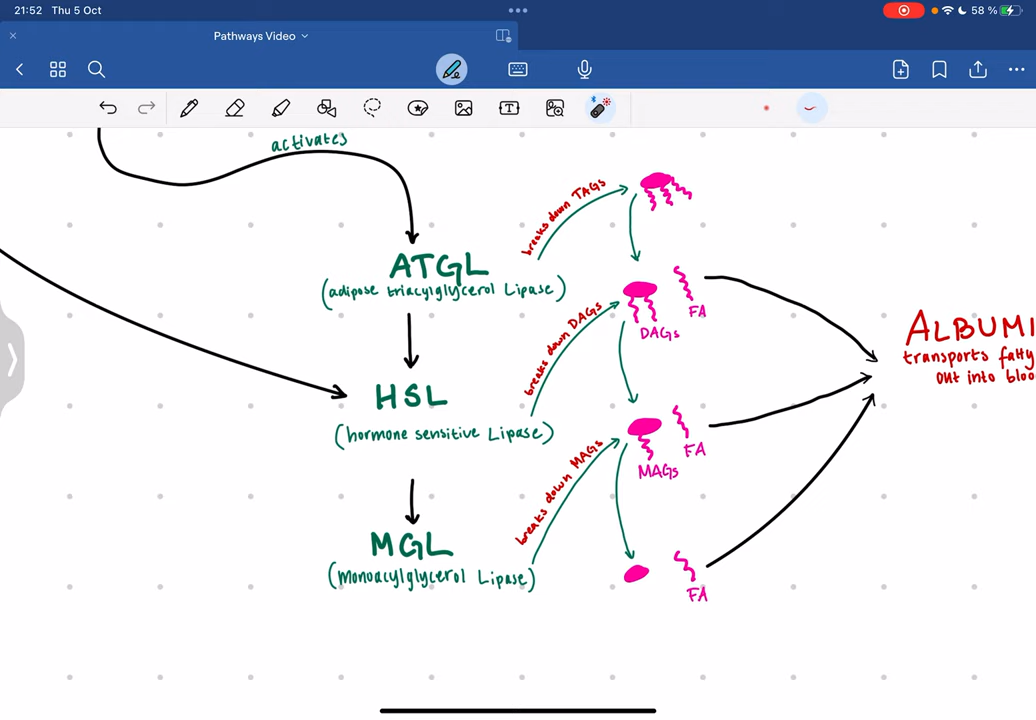 21:52 Thu 5 Oct
58 %
Pathways Video
activates
breaks down TAGs
ATGL
(adipose triacylglycerol Lipase)
FA
DAGs
breaks down DAGs
ALBUMI
transports fatty
out into bloo
HSL
(hormone sensitive Lipase)
FA
MAGs
breaks down MAGs
MGL
(monoacylglycerol Lipase)
FA